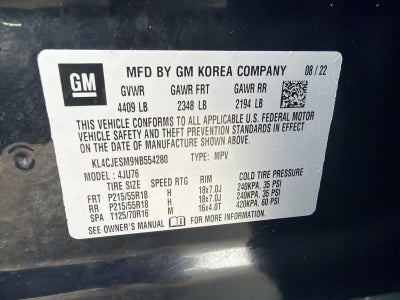 GM
MFD BY GM KOREA COMPANY 08 / 22
GVWR GAWR FRT GAWR RR
4409 LB 2348 LB 2194 LB
THIS VEHICLE CONFORMS TO ALL APPLICABLE U.S. FEDERAL MOTOR
VEHICLE SAFETY AND THEFT PREVENTION STANDARDS IN EFFECT ON
THE DATE OF MANUFACTURE SHOWN ABOVE.
KL4CJESM9NB554280 TYPE : MPV
MODEL : 4JU76
TIRE SIZE SPEED RTG RIM COLD TIRE PRESSURE
FRT P215/55R18 H 18x7.0J 240KPA, 35 PSI
RR P215/55R18 H 18x7.0J 240KPA, 35 PSI
SPA T125/70R16 M 16x4.0T 420KPA, 60 PSI
SEE OWNER'S MANUAL FOR MORE INFORMATION.